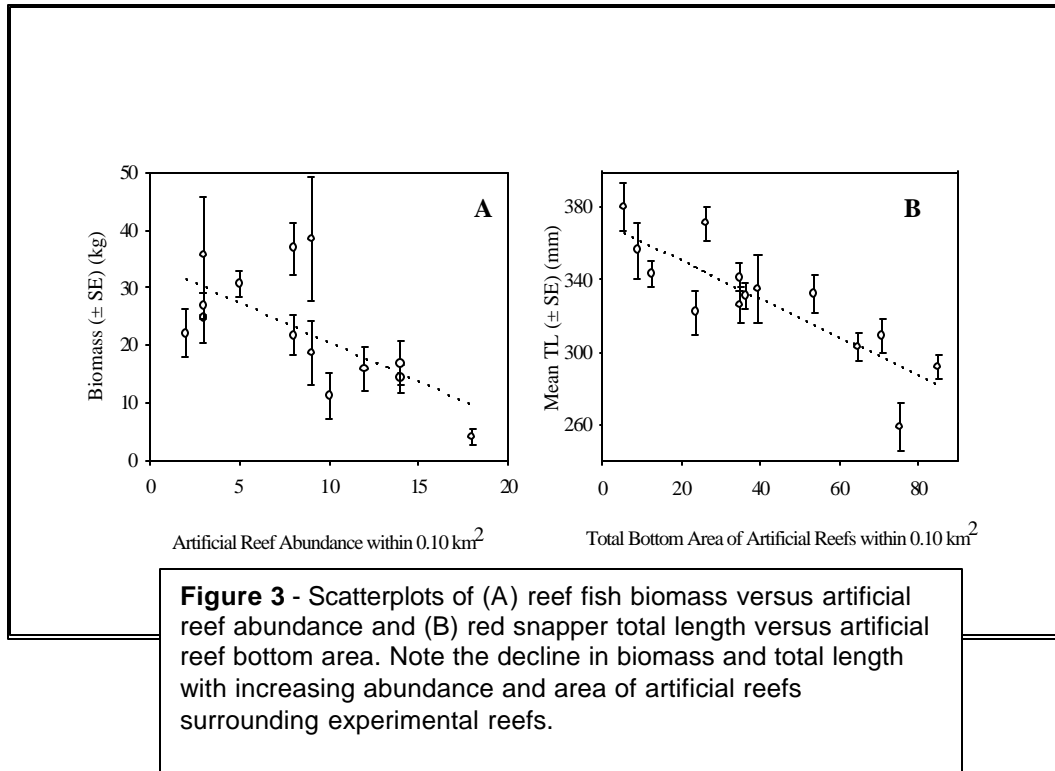 50
40
30
20
10
0
Biomass (± SE) (kg)
A
0 5 10 15 20
Artificial Reef Abundance within 0.10 km²
380
340
300
260
Mean TL (± SE) (mm)
B
0 20 40 60 80
Total Bottom Area of Artificial Reefs within 0.10 km²
Figure 3 - Scatterplots of (A) reef fish biomass versus artificial
reef abundance and (B) red snapper total length versus artificial
reef bottom area. Note the decline in biomass and total length
with increasing abundance and area of artificial reefs
surrounding experimental reefs.